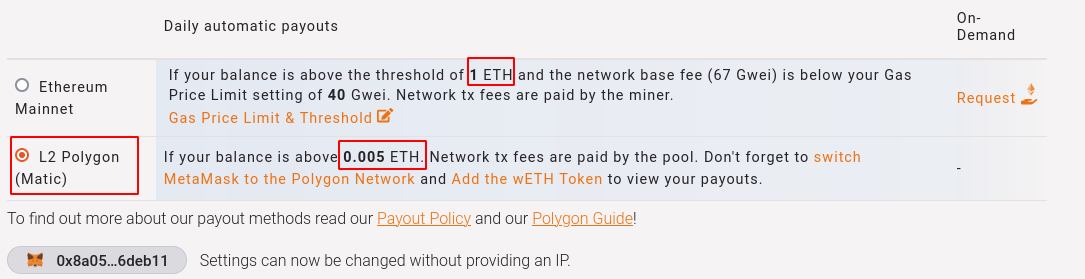 Daily automatic payouts
On-
Demand
Ethereum
Mainnet
If your balance is above the threshold of 1 ETH and the network base fee (67 Gwei) is below your Gas
Price Limit setting of 40 Gwei. Network tx fees are paid by the miner.
Gas Price Limit & Threshold
Request
L2 Polygon
(Matic)
If your balance is above 0.005 ETH. Network tx fees are paid by the pool. Don't forget to switch
MetaMask to the Polygon Network and Add the wETH Token to view your payouts.
-
To find out more about our payout methods read our Payout Policy and our Polygon Guide!
0x8a05...6deb11
Settings can now be changed without providing an IP.